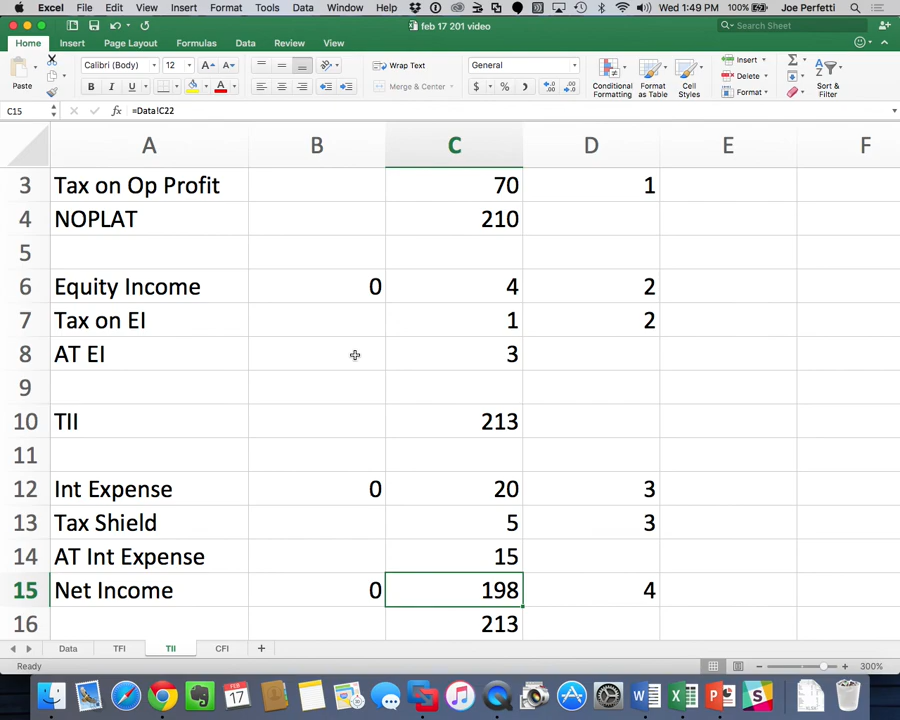 Excel File Edit View Insert Format Tools Data Window Help 100% Wed 1:49 PM Joe Perfetti
feb 17 201 video
Search Sheet
Home Insert Page Layout Formulas Data Review View
Paste
Calibri (Body) 12 A A
B I U A
Wrap Text
Merge & Center
General
$ % .0 .00 .00 .0
Conditional Formatting
Format as Table
Cell Styles
Insert
Delete
Format
Sort & Filter
C15 fx =Data!C22
A B C D E F
3 Tax on Op Profit 70 1
4 NOPLAT 210
5
6 Equity Income 0 4 2
7 Tax on EI 1 2
8 AT EI 3
9
10 TII 213
11
12 Int Expense 0 20 3
13 Tax Shield 5 3
14 AT Int Expense 15
15 Net Income 0 198 4
16 213
Data TFI TII CFI +
Ready 300%
FEB 17